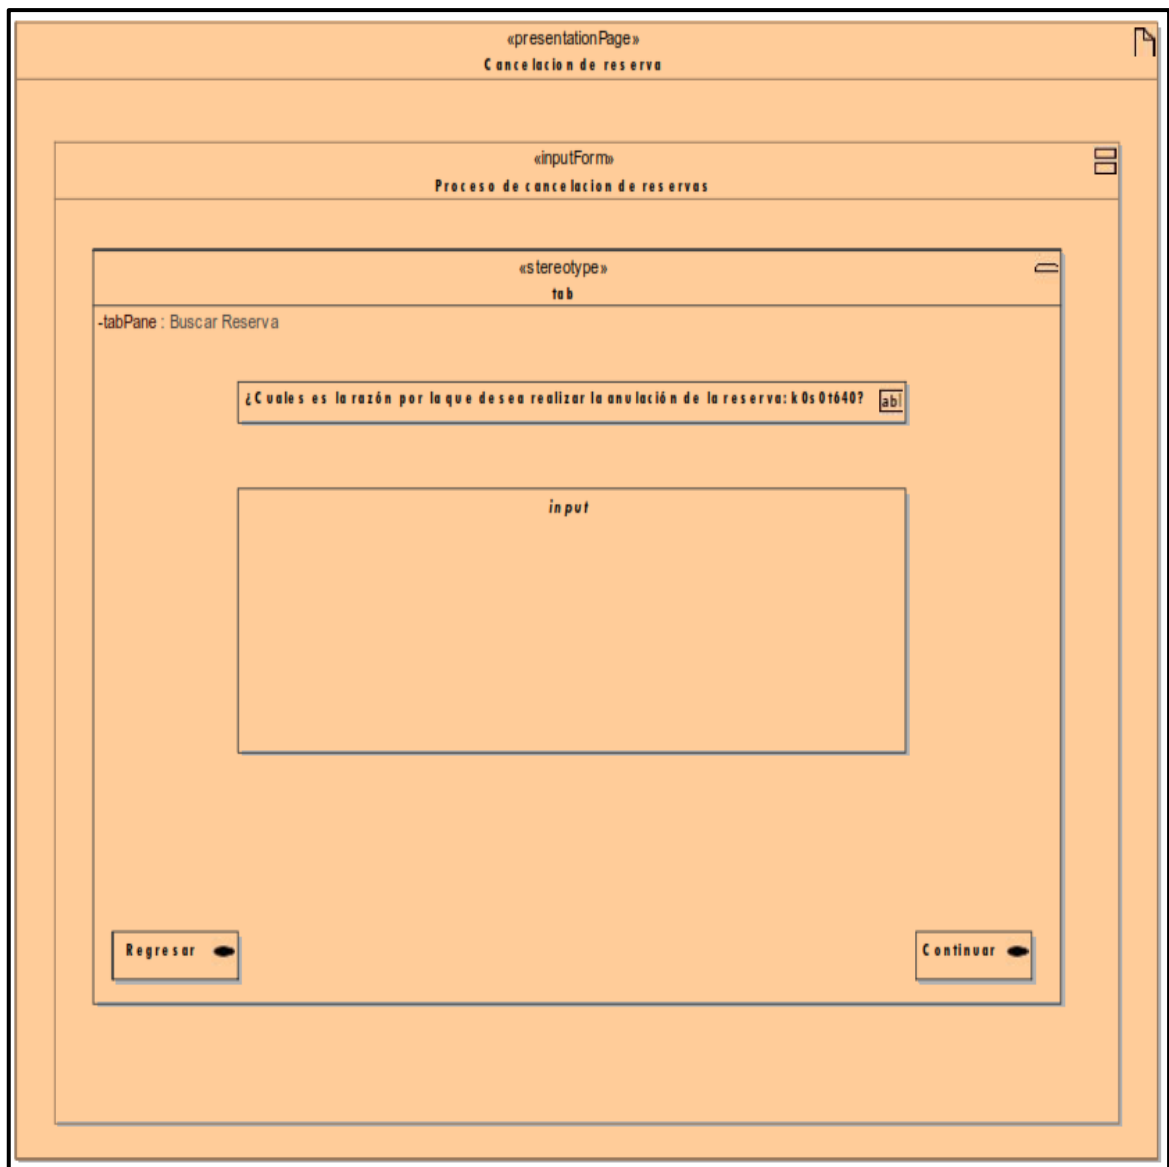 «presentationPage»
Cancelacion de reserva
«inputForm»
Proceso de cancelacion de reservas
«stereotype»
tab
-tabPane : Buscar Reserva
¿Cuales es la razón por la que desea realizar la anulación de la reserva: k0s0t640?
ab
input
Regresar
Continuar